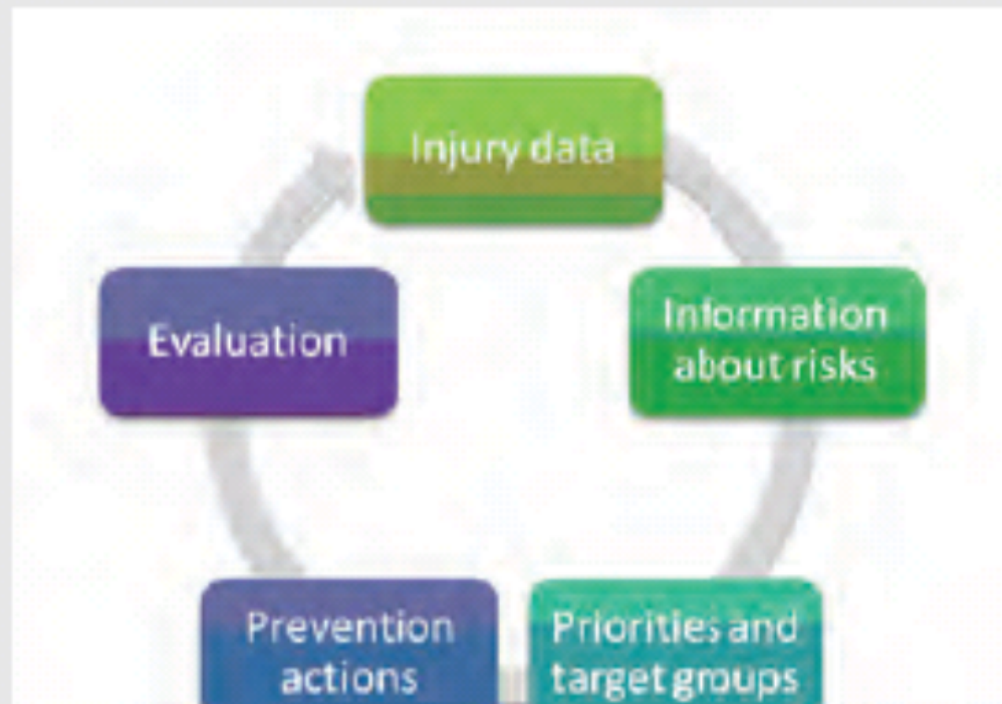 Injury data
Information
about risks
Priorities and
target groups
Prevention
actions
Evaluation